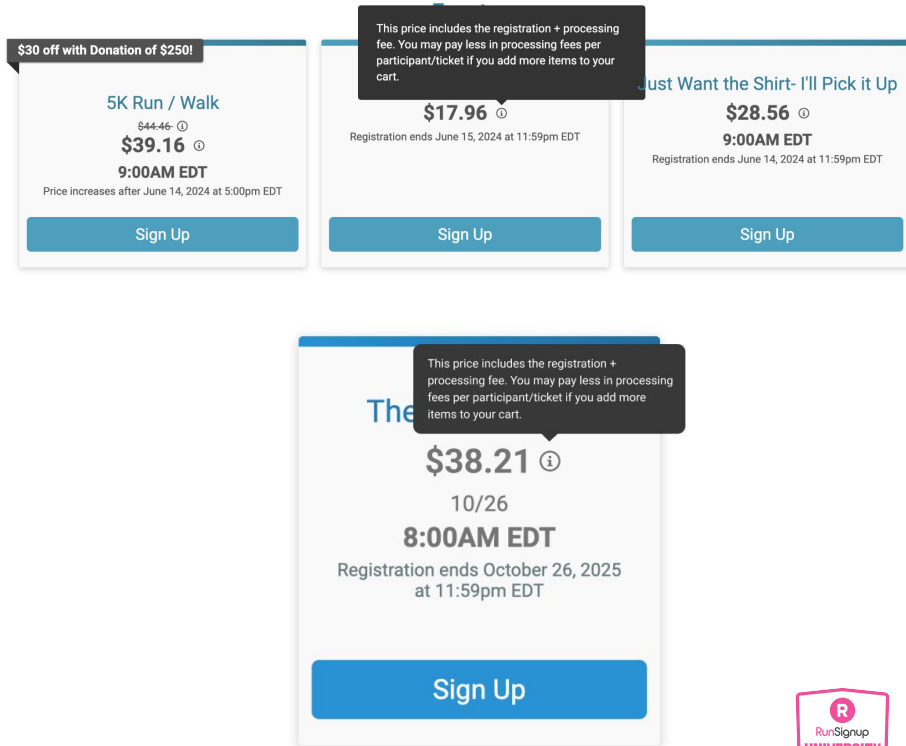 This price includes the registration + processing
fee. You may pay less in processing fees per
participant/ticket if you add more items to your
cart.
$30 off with Donation of $250!
5K Run / Walk
$44.46
$39.16
9:00AM EDT
Price increases after June 14, 2024 at 5:00pm EDT
Sign Up
$17.96
Registration ends June 15, 2024 at 11:59pm EDT
Sign Up
Just Want the Shirt- I'll Pick it Up
$28.56
9:00AM EDT
Registration ends June 14, 2024 at 11:59pm EDT
Sign Up
This price includes the registration +
processing fee. You may pay less in processing
fees per participant/ticket if you add more
items to your cart.
The
$38.21
10/26
8:00AM EDT
Registration ends October 26, 2025
at 11:59pm EDT
Sign Up
R
RunSignup
UNIVERSITY